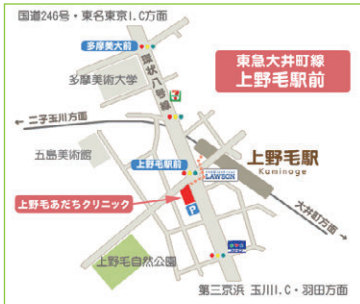 国道246号・東名東京I.C方面
多摩美大前
環状八号線
東急大井町線
上野毛駅前
多摩美術大学
二子玉川方面
五島美術館
上野毛駅
Kaminoge
上野毛駅前
LAWSON
上野毛あだちクリニック
P
大井町方面
上野毛自然公園
第三京浜 玉川I.C・羽田方面